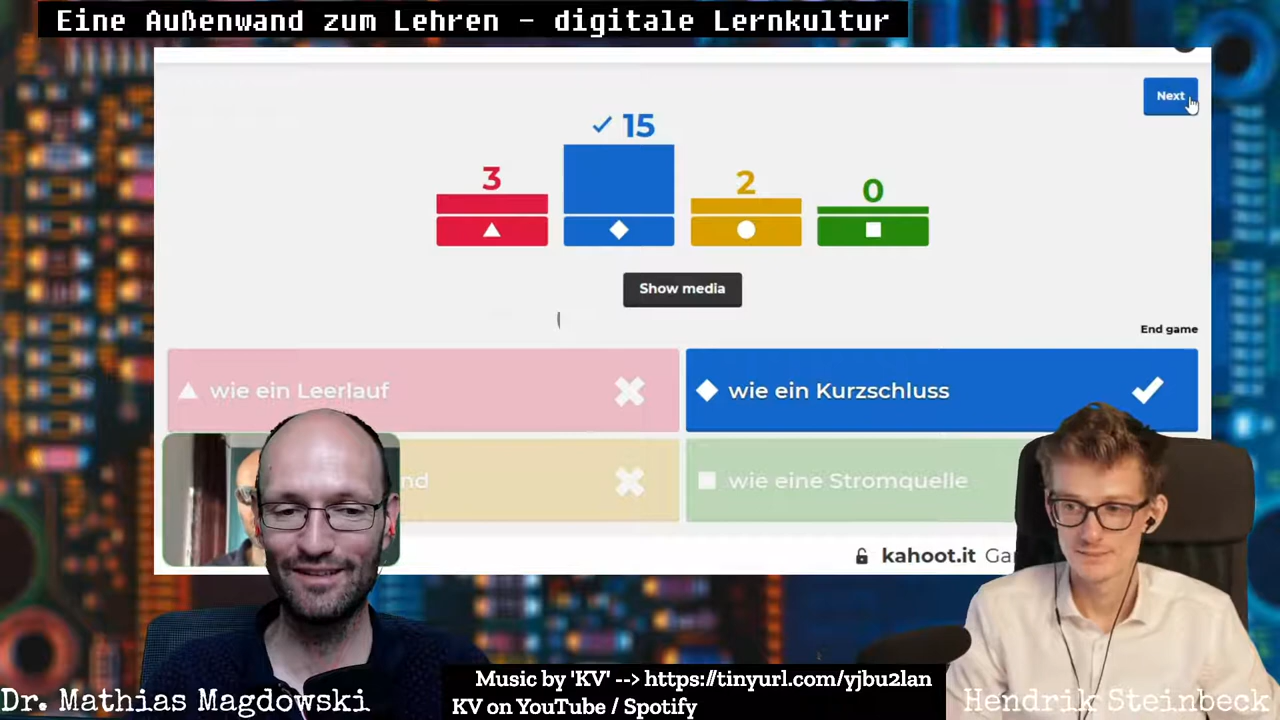 Eine Außenwand zum Lehren - digitale Lernkultur
Next
3
15
2
0
Show media
End game
wie ein Leerlauf
wie ein Kurzschluss
nd
wie eine Stromquelle
kahoot.it
Music by 'KV' --> https://tinyurl.com/yjbu2lan
KV on YouTube / Spotify
Dr. Mathias Magdowski
Hendrik Steinbeck